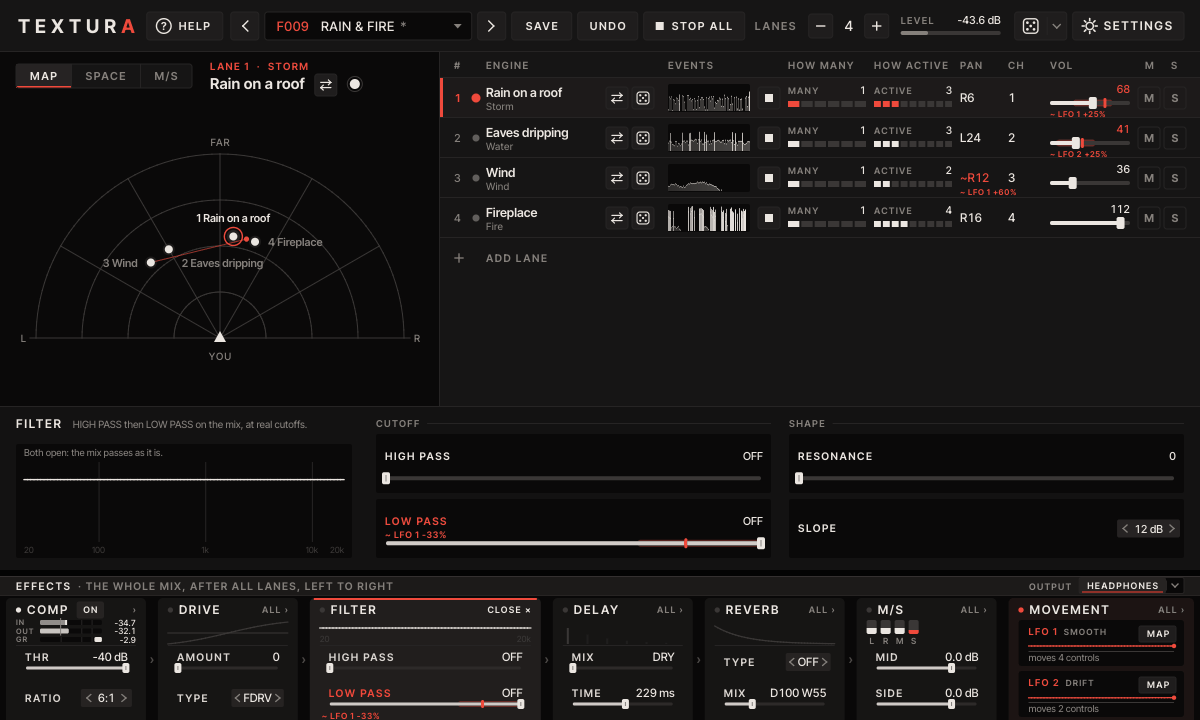 TEXTURA ? HELP F009 RAIN & FIRE * SAVE UNDO STOP ALL LANES − 4 + LEVEL -43.6 dB SETTINGS
MAP SPACE M/S
LANE 1 · STORM
Rain on a roof
FAR
1 Rain on a roof
4 Fireplace
3 Wind
2 Eaves dripping
L
R
YOU
# ENGINE EVENTS HOW MANY HOW ACTIVE PAN CH VOL M S
1 Rain on a roof Storm MANY 1 ACTIVE 3 R6 1 68 ~ LFO 1 +25% M S
2 Eaves dripping Water MANY 1 ACTIVE 3 L24 2 41 ~ LFO 2 +25% M S
3 Wind Wind MANY 1 ACTIVE 2 ~R12 ~ LFO 1 +60% 3 36 M S
4 Fireplace Fire MANY 1 ACTIVE 4 R16 4 112 M S
+ ADD LANE
FILTER HIGH PASS then LOW PASS on the mix, at real cutoffs.
Both open: the mix passes as it is.
20 100 1k 10k 20k
CUTOFF
HIGH PASS OFF
LOW PASS OFF
~ LFO 1 -33%
SHAPE
RESONANCE 0
SLOPE < 12 dB >
EFFECTS · THE WHOLE MIX, AFTER ALL LANES, LEFT TO RIGHT
OUTPUT HEADPHONES
COMP ON ›
IN -34.7
OUT -32.1
GR -2.9
THR -40 dB
RATIO < 6:1 >
DRIVE ALL ›
AMOUNT 0
TYPE < FDRV >
FILTER CLOSE ×
20 20k
HIGH PASS OFF
LOW PASS OFF
~ LFO 1 -33%
DELAY ALL ›
MIX DRY
TIME 229 ms
REVERB ALL ›
TYPE < OFF >
MIX D100 W55
M/S ALL ›
L R M S
MID 0.0 dB
SIDE 0.0 dB
MOVEMENT ALL ›
LFO 1 SMOOTH MAP
moves 4 controls
LFO 2 DRIFT MAP
moves 2 controls